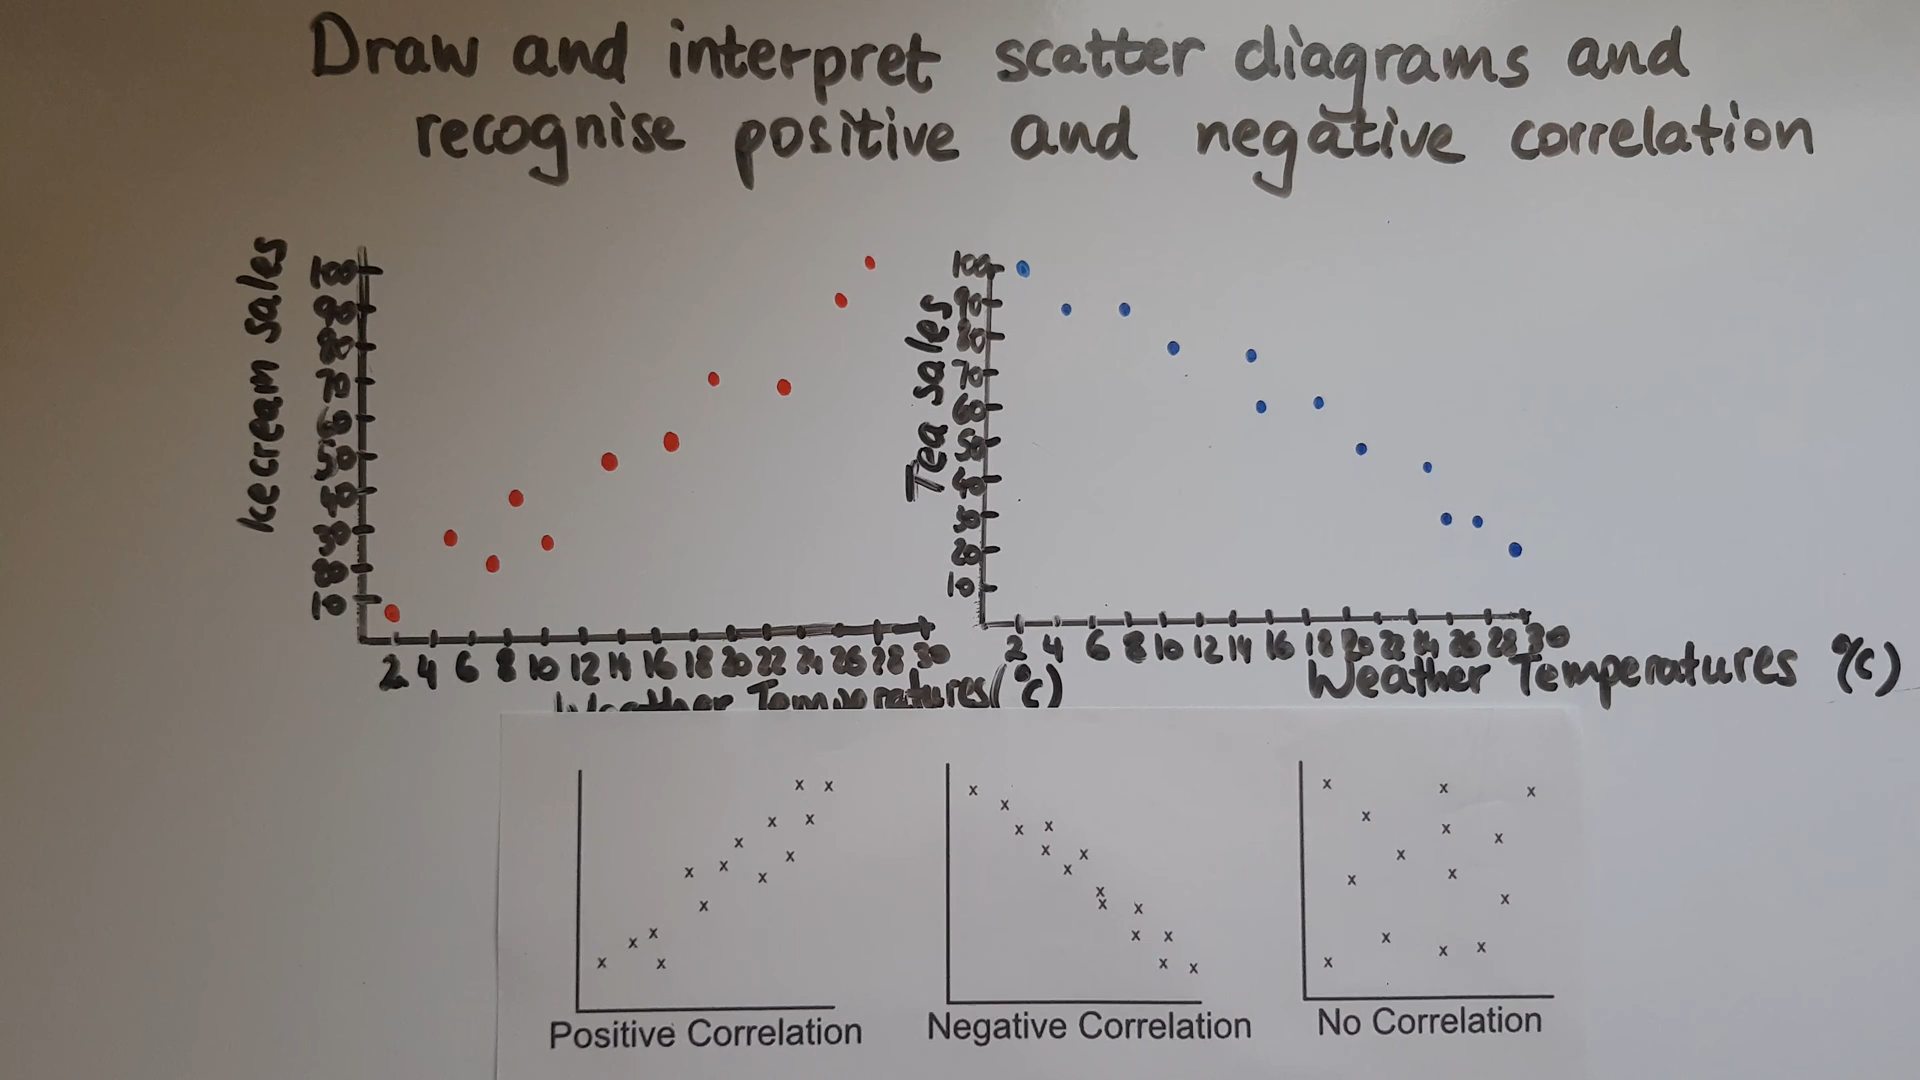 Draw and interpret scatter diagrams and
recognise positive and negative correlation
Icecream sales
100
90
80
70
60
50
40
30
20
10
2 4 6 8 10 12 14 16 18 20 22 24 26 28 30
Weather Temperatures (°C)
Tea sales
100
90
80
70
60
50
40
30
20
10
2 4 6 8 10 12 14 16 18 20 22 24 26 28 30
Weather Temperatures (°C)
Positive Correlation
Negative Correlation
No Correlation